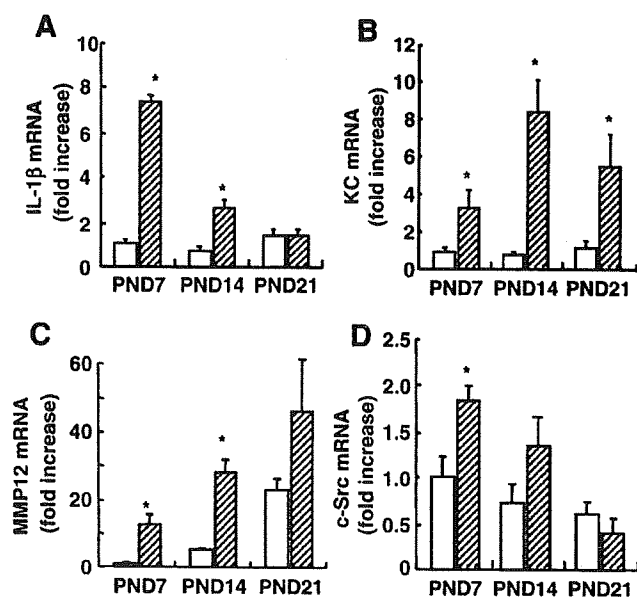 A
IL-1β mRNA
(fold increase)
10
8
6
4
2
0
*
*
PND7 PND14 PND21
B
KC mRNA
(fold increase)
12
10
8
6
4
2
0
*
*
*
PND7 PND14 PND21
C
MMP12 mRNA
(fold increase)
60
40
20
0
*
*
PND7 PND14 PND21
D
c-Src mRNA
(fold increase)
2.5
2.0
1.5
1.0
0.5
0
*
PND7 PND14 PND21